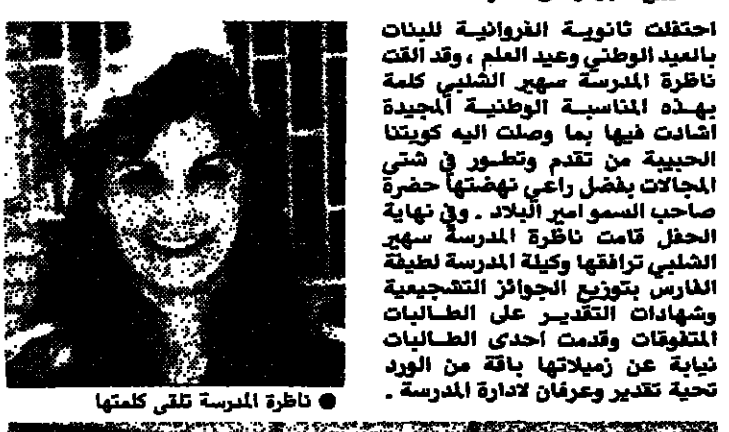 احتفلت ثانوية الفروانية للبنات
بالعيد الوطني وعيد العلم ، وقد القت
ناظرة المدرسة سهير الشلبي كلمة
بهذه المناسبة الوطنية المجيدة
اشادت فيها بما وصلت اليه كويتنا
الحبيبة من تقدم وتطور في شتى
المجالات بفضل راعي نهضتها حضرة
صاحب السمو امير البلاد . وفي نهاية
الحفل قامت ناظرة المدرسة سهير
الشلبي ترافقها وكيلة المدرسة لطيفة
الفارس بتوزيع الجوائز التشجيعية
وشهادات التقدير على الطالبات
المتفوقات وقدمت احدى الطالبات
نيابة عن زميلاتها باقة من الورد
تحية تقدير وعرفان لادارة المدرسة .
● ناظرة المدرسة تلقى كلمتها